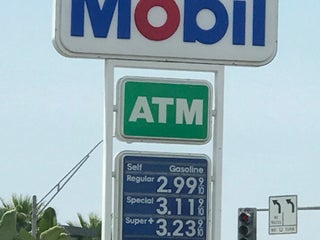 Mobil
ATM
Self Gasoline
Regular 2.99 9/10
Special 3.11 9/10
Super+ 3.23 9/10